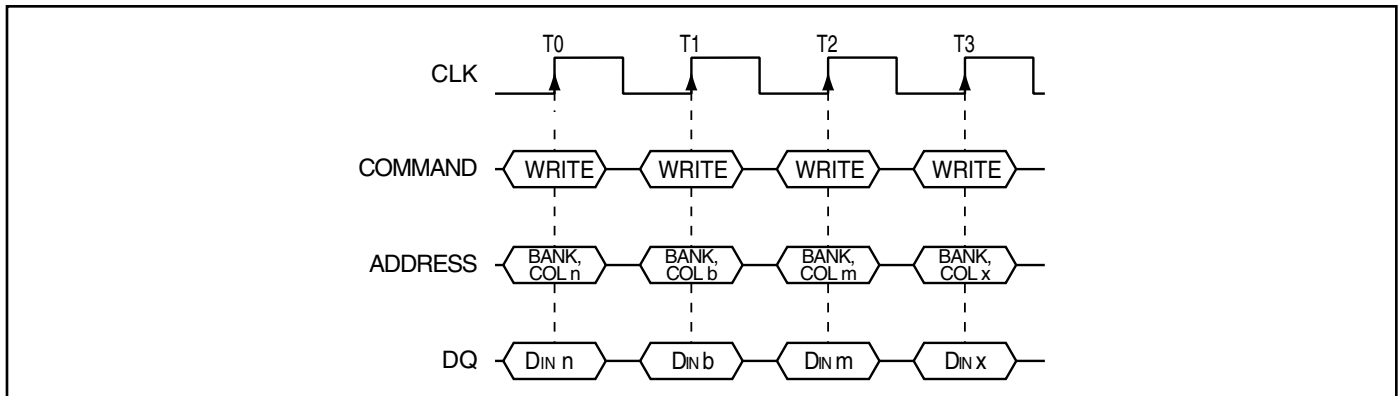 T0 T1 T2 T3
CLK
COMMAND WRITE WRITE WRITE WRITE
ADDRESS BANK, COL n BANK, COL b BANK, COL m BANK, COL x
DQ DIN n DIN b DIN m DIN x